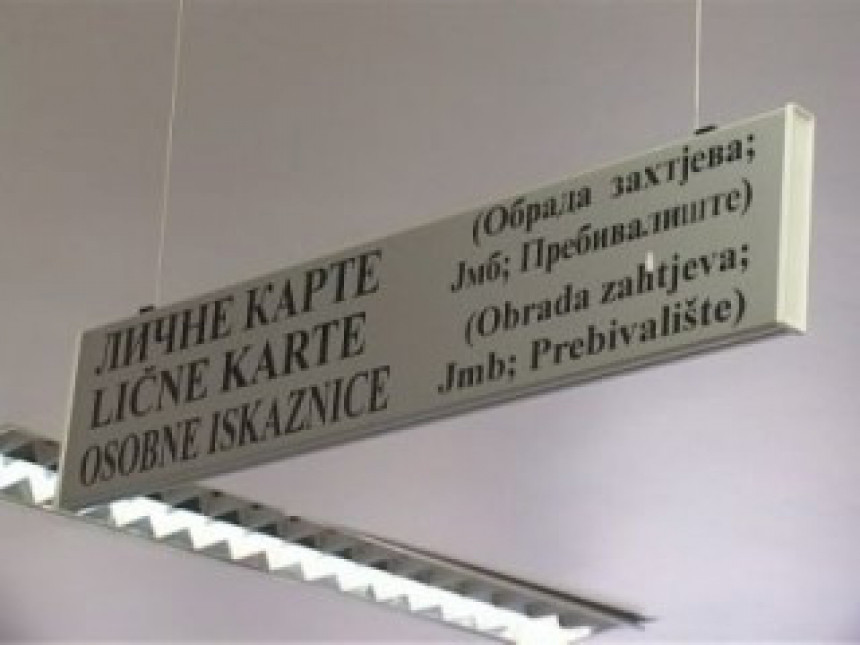 ЛИЧНЕ КАРТЕ
LIČNE KARTE
OSOBNE ISKAZNICE
(Обрада захтјева;
Јмб; Пребивалиште)
(Obrada zahtjeva;
Jmb; Prebivalište)